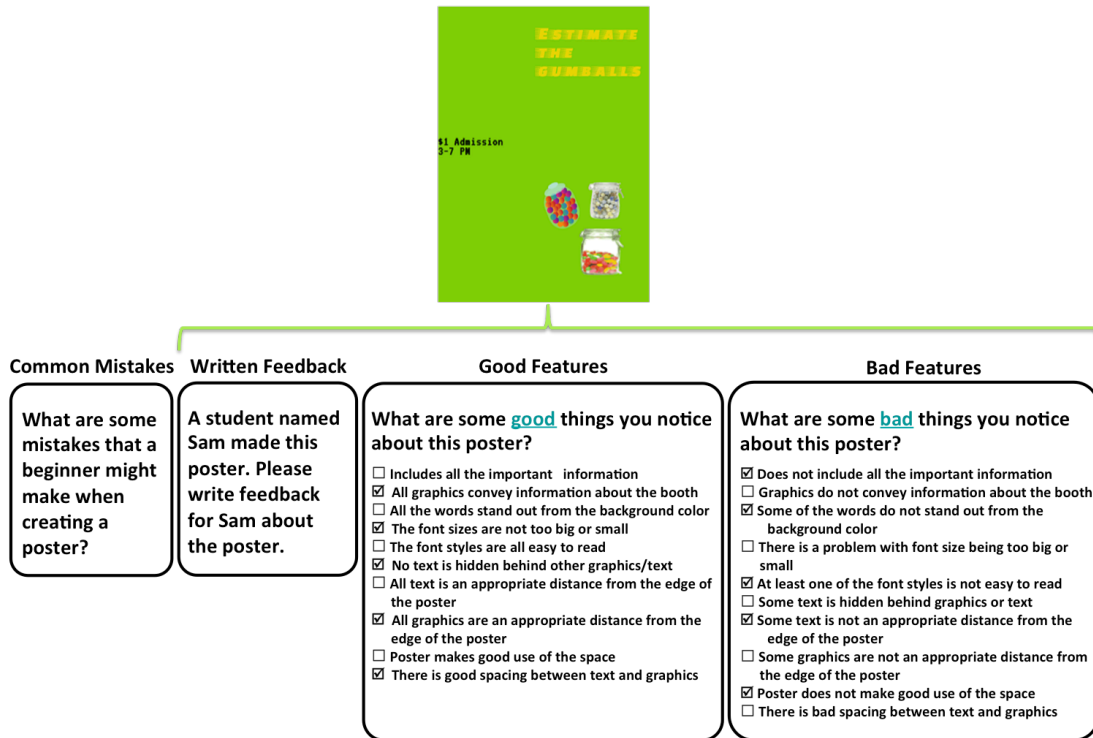 ESTIMATE
THE
GUMBALLS
$1 Admission
3-7 PM
Common Mistakes
What are some
mistakes that a
beginner might
make when
creating a
poster?
Written Feedback
A student named
Sam made this
poster. Please
write feedback
for Sam about
the poster.
Good Features
What are some good things you notice
about this poster?
☐ Includes all the important information
☑ All graphics convey information about the booth
☐ All the words stand out from the background color
☑ The font sizes are not too big or small
☐ The font styles are all easy to read
☑ No text is hidden behind other graphics/text
☐ All text is an appropriate distance from the edge of
the poster
☑ All graphics are an appropriate distance from the
edge of the poster
☐ Poster makes good use of the space
☑ There is good spacing between text and graphics
Bad Features
What are some bad things you notice
about this poster?
☑ Does not include all the important information
☐ Graphics do not convey information about the booth
☑ Some of the words do not stand out from the
background color
☐ There is a problem with font size being too big or
small
☑ At least one of the font styles is not easy to read
☐ Some text is hidden behind graphics or text
☑ Some text is not an appropriate distance from the
edge of the poster
☐ Some graphics are not an appropriate distance from
the edge of the poster
☑ Poster does not make good use of the space
☐ There is bad spacing between text and graphics